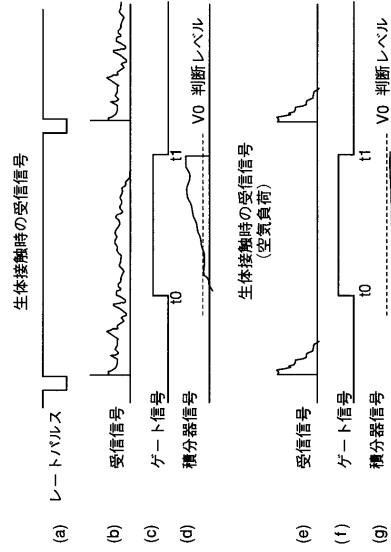 生体接触時の受信信号
(a) レートパルス
(b) 受信信号
(c) ゲート信号
t0 t1
(d) 積分器信号
V0 判断レベル
生体接触時の受信信号
(空気負荷)
(e) 受信信号
(f) ゲート信号
t0 t1
(g) 積分器信号
V0 判断レベル